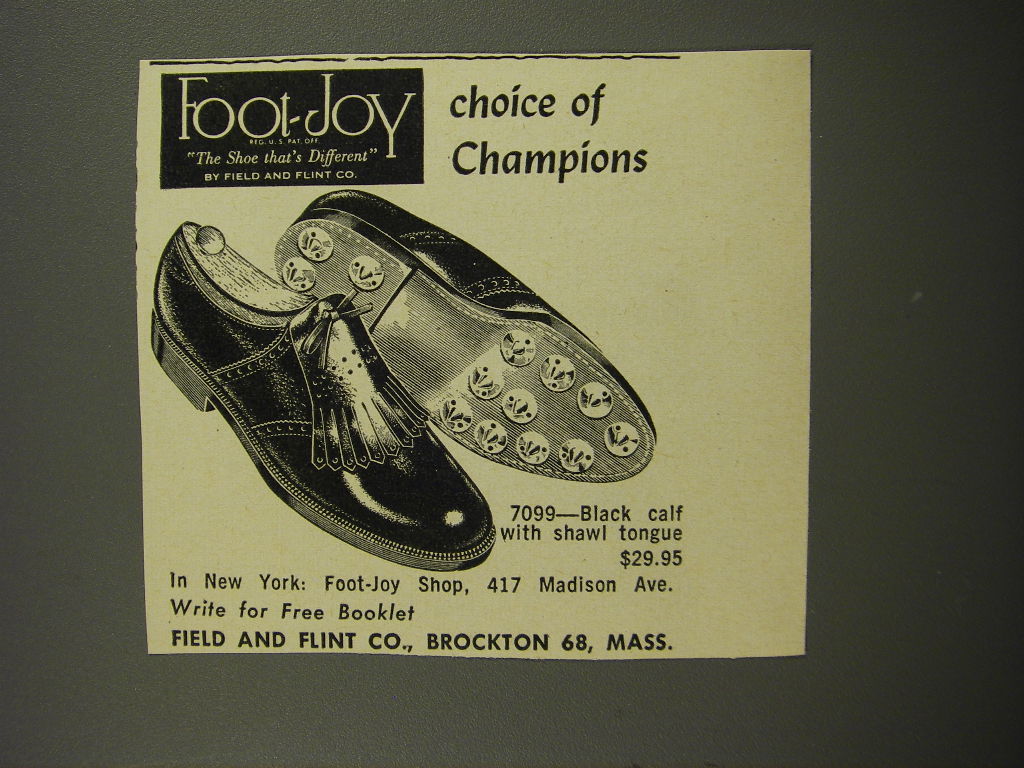 Foot-Joy
REG. U.S. PAT. OFF.
"The Shoe that's Different"
BY FIELD AND FLINT CO.
choice of
Champions
7099—Black calf
with shawl tongue
$29.95
In New York: Foot-Joy Shop, 417 Madison Ave.
Write for Free Booklet
FIELD AND FLINT CO., BROCKTON 68, MASS.